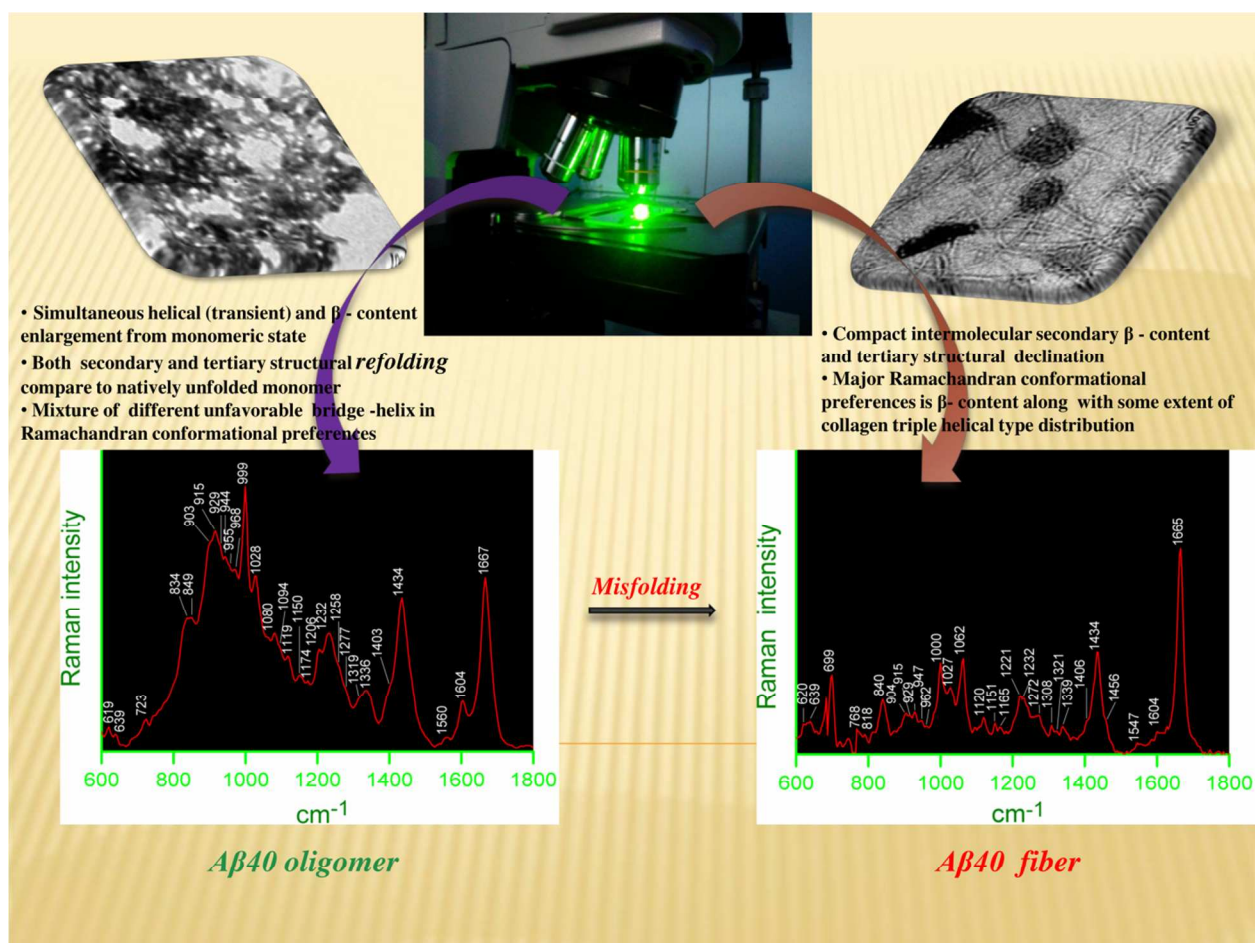 • Simultaneous helical (transient) and β - content
enlargement from monomeric state
• Both secondary and tertiary structural refolding
compare to natively unfolded monomer
• Mixture of different unfavorable bridge -helix in
Ramachandran conformational preferences
• Compact intermolecular secondary β - content
and tertiary structural declination
• Major Ramachandran conformational
preferences is β- content along with some extent of
collagen triple helical type distribution
Raman intensity
619
639
723
834
849
903
915
929
944
955
968
999
1028
1080
1094
1119
1150
1174
1206
1232
1258
1277
1319
1336
1403
1434
1560
1604
1667
600 800 1000 1200 1400 1600 1800
cm-1
Aβ40 oligomer
Misfolding
Raman intensity
620
639
699
768
818
840
904
915
929
947
962
1000
1027
1062
1120
1151
1165
1221
1232
1272
1308
1321
1339
1406
1434
1456
1547
1604
1665
600 800 1000 1200 1400 1600 1800
cm-1
Aβ40 fiber